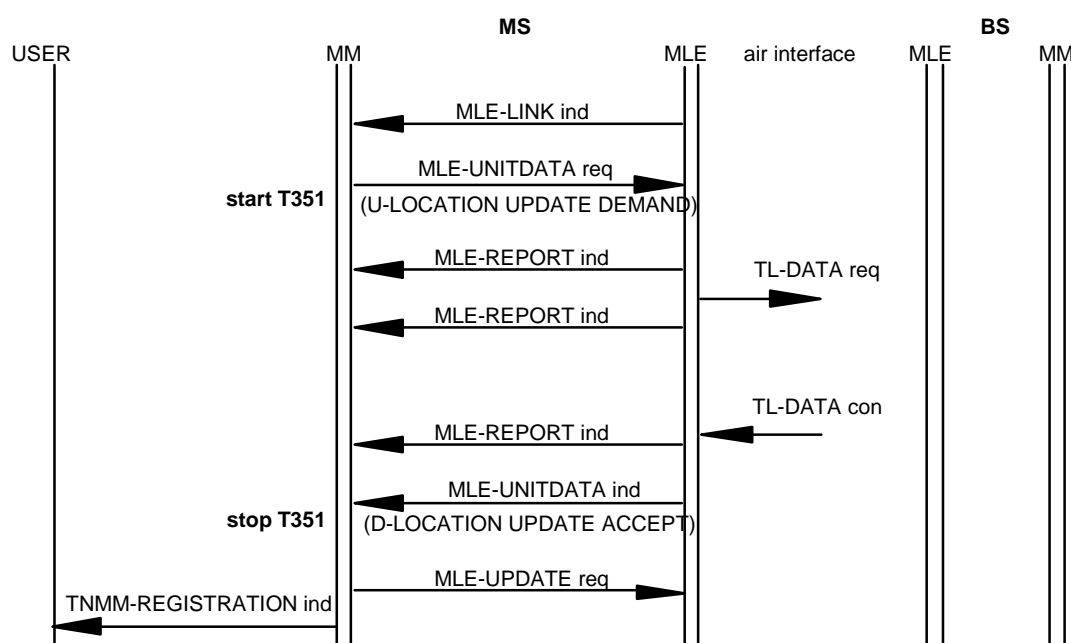 MS BS
USER MM MLE air interface MLE MM
MLE-LINK ind
MLE-UNITDATA req
start T351 (U-LOCATION UPDATE DEMAND)
MLE-REPORT ind
TL-DATA req
MLE-REPORT ind
TL-DATA con
MLE-REPORT ind
MLE-UNITDATA ind
stop T351 (D-LOCATION UPDATE ACCEPT)
MLE-UPDATE req
TNMM-REGISTRATION ind